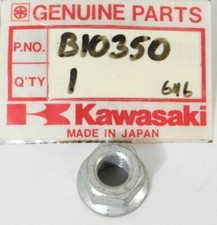 GENUINE PARTS
P.NO. B10350
Q'TY 1 646
Kawasaki
MADE IN JAPAN